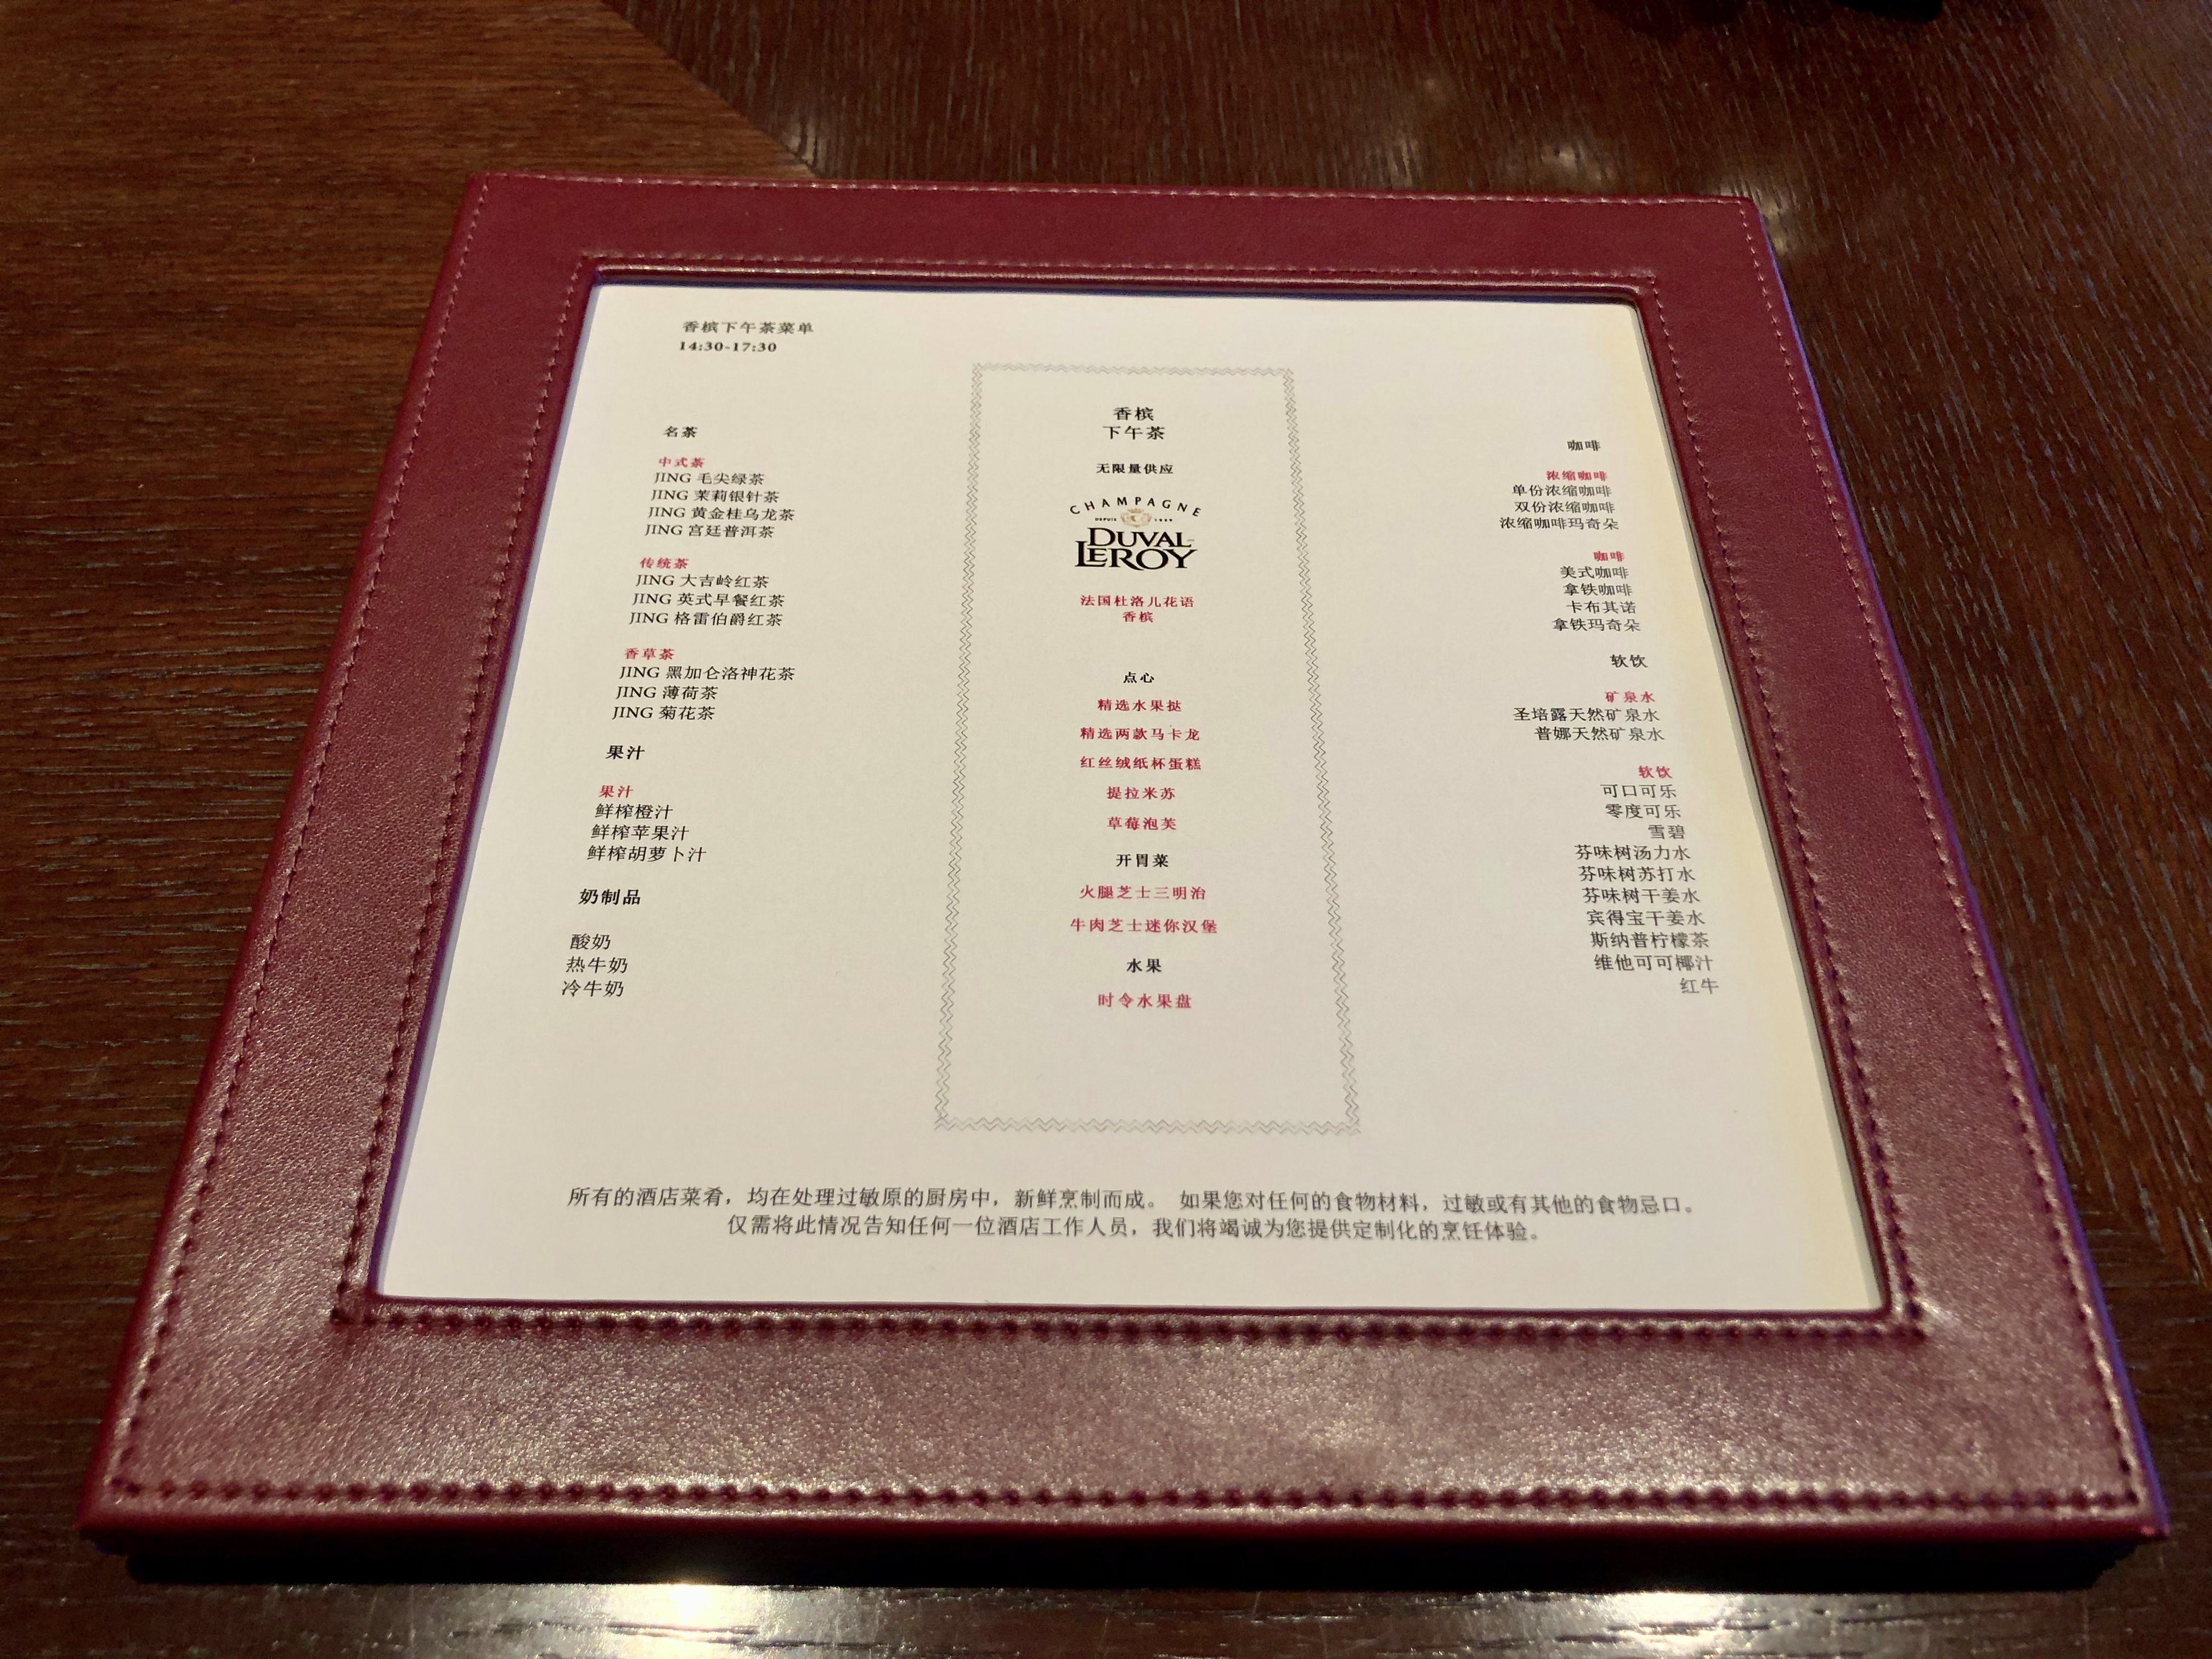 香槟下午茶菜单
14:30-17:30
名茶
中式茶
JING 毛尖绿茶
JING 茉莉银针茶
JING 黄金桂乌龙茶
JING 宫廷普洱茶
传统茶
JING 大吉岭红茶
JING 英式早餐红茶
JING 格雷伯爵红茶
香草茶
JING 黑加仑洛神花茶
JING 薄荷茶
JING 菊花茶
果汁
果汁
鲜榨橙汁
鲜榨苹果汁
鲜榨胡萝卜汁
奶制品
酸奶
热牛奶
冷牛奶
香槟
下午茶
无限量供应
CHAMPAGNE
DEPUIS 1859
DUVAL
LEROY
法国杜洛儿花语
香槟
点心
精选水果挞
精选两款马卡龙
红丝绒纸杯蛋糕
提拉米苏
草莓泡芙
开胃菜
火腿芝士三明治
牛肉芝士迷你汉堡
水果
时令水果盘
咖啡
浓缩咖啡
单份浓缩咖啡
双份浓缩咖啡
浓缩咖啡玛奇朵
咖啡
美式咖啡
拿铁咖啡
卡布其诺
拿铁玛奇朵
软饮
矿泉水
圣培露天然矿泉水
普娜天然矿泉水
软饮
可口可乐
零度可乐
雪碧
芬味树汤力水
芬味树苏打水
芬味树干姜水
宾得宝干姜水
斯纳普柠檬茶
维他可可椰汁
红牛
所有的酒店菜肴，均在处理过敏原的厨房中，新鲜烹制而成。 如果您对任何的食物材料，过敏或有其他的食物忌口。
仅需将此情况告知任何一位酒店工作人员，我们将竭诚为您提供定制化的烹饪体验。